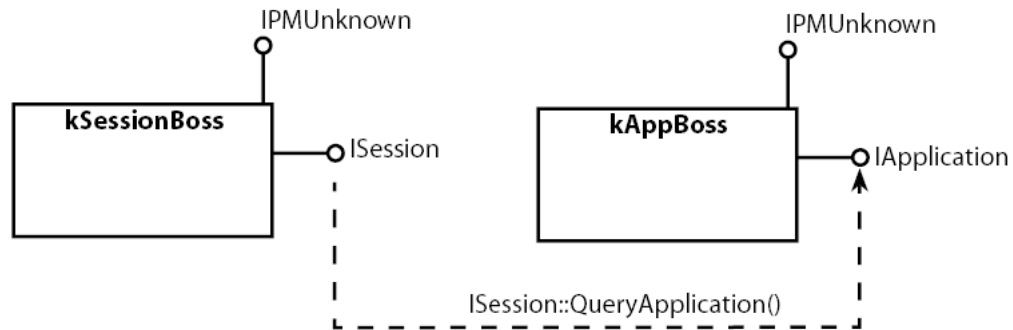 IPMUnknown
IPMUnknown
kSessionBoss
kAppBoss
ISession
IApplication
ISession::QueryApplication()